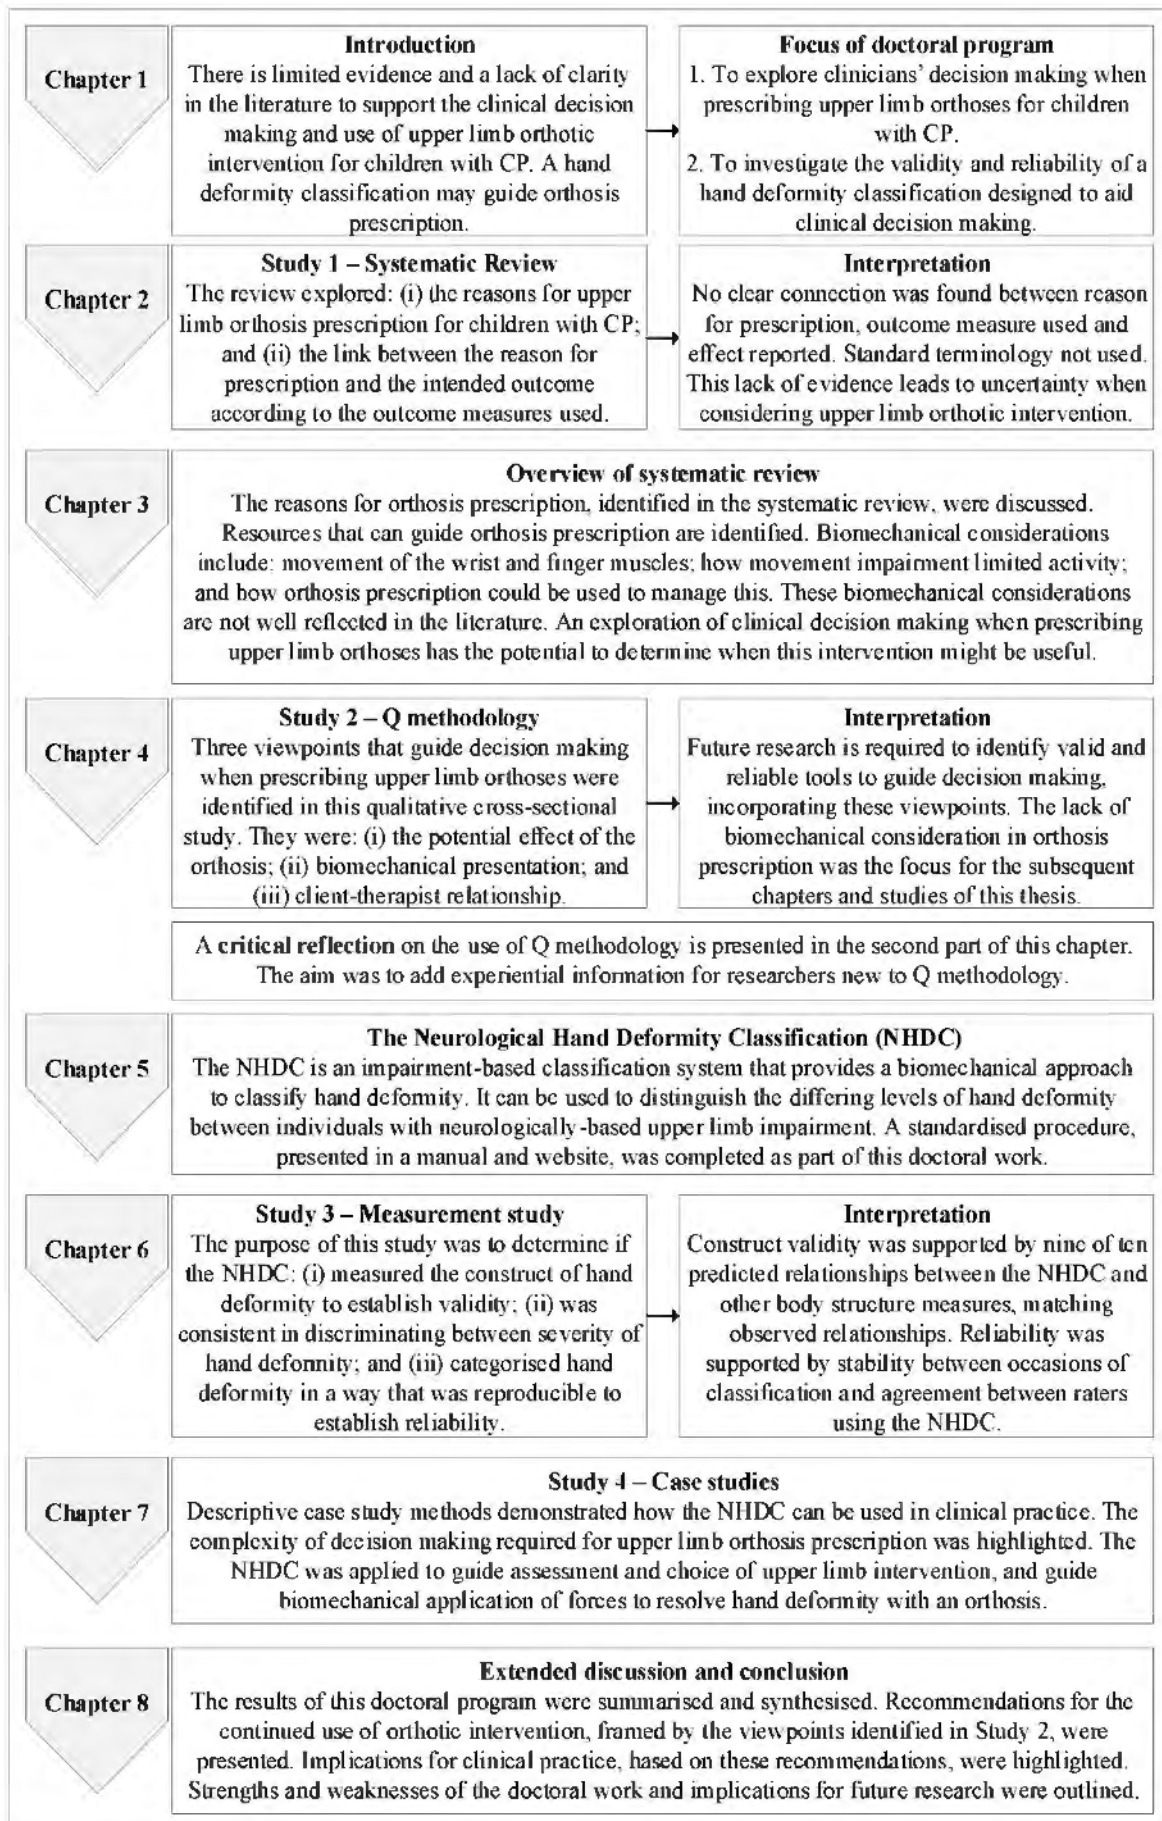 Chapter 1
Introduction
There is limited evidence and a lack of clarity
in the literature to support the clinical decision
making and use of upper limb orthotic
intervention for children with CP. A hand
deformity classification may guide orthosis
prescription.
Focus of doctoral program
1. To explore clinicians' decision making when
prescribing upper limb orthoses for children
with CP.
2. To investigate the validity and reliability of a
hand deformity classification designed to aid
clinical decision making.
Chapter 2
Study 1 – Systematic Review
The review explored: (i) the reasons for upper
limb orthosis prescription for children with CP;
and (ii) the link between the reason for
prescription and the intended outcome
according to the outcome measures used.
Interpretation
No clear connection was found between reason
for prescription, outcome measure used and
effect reported. Standard terminology not used.
This lack of evidence leads to uncertainty when
considering upper limb orthotic intervention.
Chapter 3
Overview of systematic review
The reasons for orthosis prescription, identified in the systematic review, were discussed.
Resources that can guide orthosis prescription are identified. Biomechanical considerations
include: movement of the wrist and finger muscles; how movement impairment limited activity;
and how orthosis prescription could be used to manage this. These biomechanical considerations
are not well reflected in the literature. An exploration of clinical decision making when prescribing
upper limb orthoses has the potential to determine when this intervention might be useful.
Chapter 4
Study 2 – Q methodology
Three viewpoints that guide decision making
when prescribing upper limb orthoses were
identified in this qualitative cross-sectional
study. They were: (i) the potential effect of the
orthosis; (ii) biomechanical presentation; and
(iii) client-therapist relationship.
Interpretation
Future research is required to identify valid and
reliable tools to guide decision making,
incorporating these viewpoints. The lack of
biomechanical consideration in orthosis
prescription was the focus for the subsequent
chapters and studies of this thesis.
A critical reflection on the use of Q methodology is presented in the second part of this chapter.
The aim was to add experiential information for researchers new to Q methodology.
Chapter 5
The Neurological Hand Deformity Classification (NHDC)
The NHDC is an impairment-based classification system that provides a biomechanical approach
to classify hand deformity. It can be used to distinguish the differing levels of hand deformity
between individuals with neurologically-based upper limb impairment. A standardised procedure,
presented in a manual and website, was completed as part of this doctoral work.
Chapter 6
Study 3 – Measurement study
The purpose of this study was to determine if
the NHDC: (i) measured the construct of hand
deformity to establish validity; (ii) was
consistent in discriminating between severity of
hand deformity; and (iii) categorised hand
deformity in a way that was reproducible to
establish reliability.
Interpretation
Construct validity was supported by nine of ten
predicted relationships between the NHDC and
other body structure measures, matching
observed relationships. Reliability was
supported by stability between occasions of
classification and agreement between raters
using the NHDC.
Chapter 7
Study 4 – Case studies
Descriptive case study methods demonstrated how the NHDC can be used in clinical practice. The
complexity of decision making required for upper limb orthosis prescription was highlighted. The
NHDC was applied to guide assessment and choice of upper limb intervention, and guide
biomechanical application of forces to resolve hand deformity with an orthosis.
Chapter 8
Extended discussion and conclusion
The results of this doctoral program were summarised and synthesised. Recommendations for the
continued use of orthotic intervention, framed by the viewpoints identified in Study 2, were
presented. Implications for clinical practice, based on these recommendations, were highlighted.
Strengths and weaknesses of the doctoral work and implications for future research were outlined.